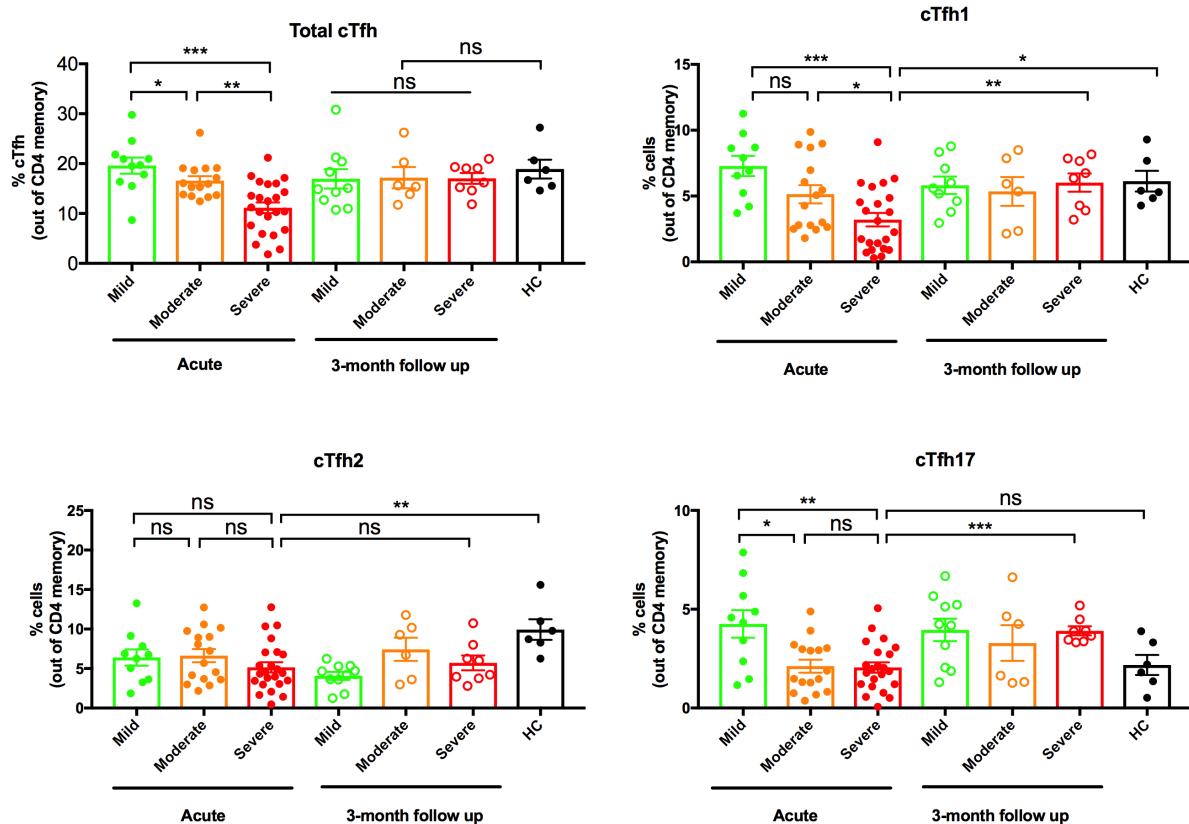 Total cTfh
% cTfh
(out of CD4 memory)
40
30
20
10
0
***
*
**
ns
ns
Mild
Moderate
Severe
Mild
Moderate
Severe
HC
Acute
3-month follow up
cTfh1
% cells
(out of CD4 memory)
15
10
5
0
***
ns
*
*
**
Mild
Moderate
Severe
Mild
Moderate
Severe
HC
Acute
3-month follow up
cTfh2
% cells
(out of CD4 memory)
25
20
15
10
5
0
ns
ns
ns
**
ns
Mild
Moderate
Severe
Mild
Moderate
Severe
HC
Acute
3-month follow up
cTfh17
% cells
(out of CD4 memory)
10
5
0
**
*
ns
ns
***
Mild
Moderate
Severe
Mild
Moderate
Severe
HC
Acute
3-month follow up